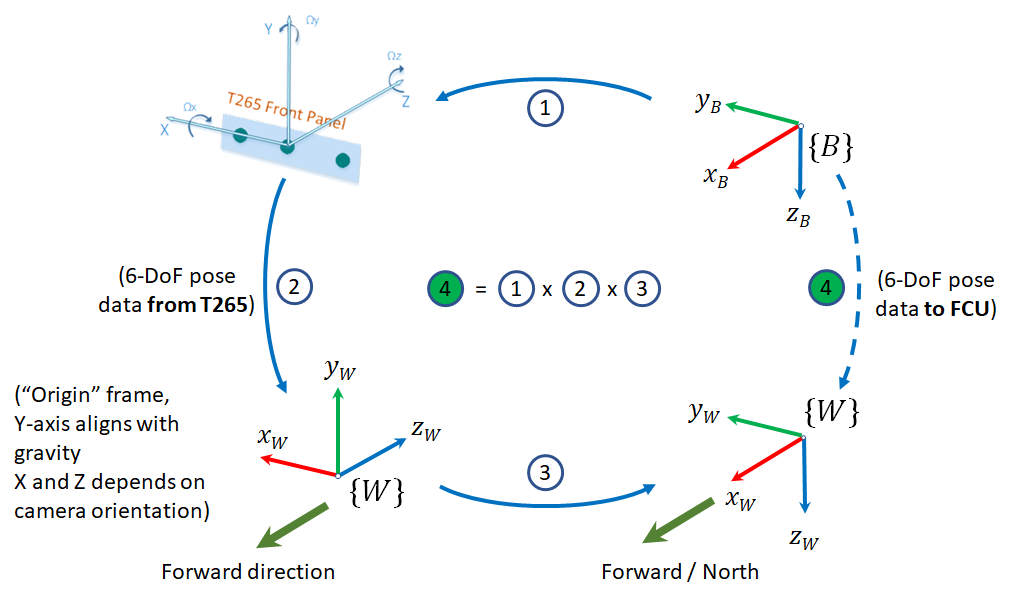 Y
Ωy
Ωz
Z
Ωx
X
T265 Front Panel
1
y_B
{B}
x_B
z_B
2
(6-DoF pose
data from T265)
4 = 1 x 2 x 3
4
(6-DoF pose
data to FCU)
("Origin" frame,
Y-axis aligns with
gravity
X and Z depends on
camera orientation)
y_W
x_W
z_W
{W}
3
y_W
{W}
x_W
z_W
Forward direction
Forward / North